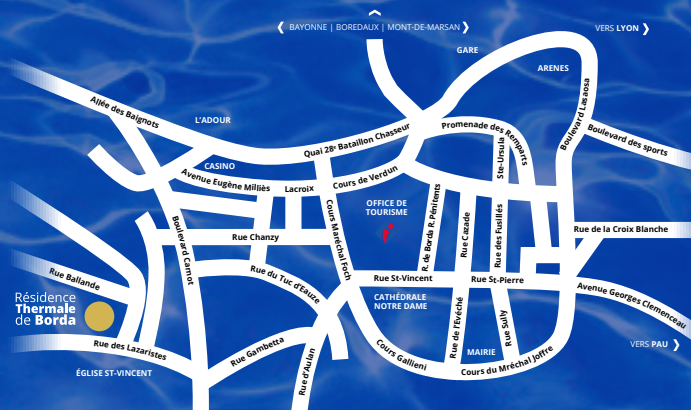 ❮ BAYONNE | BOREDAUX | MONT-DE-MARSAN ❯
VERS LYON ❯
GARE
ARENES
Allée des Baignots
L'ADOUR
Quai 28e Bataillon Chasseur
Promenade des Remparts
Boulevard Lasaosa
Boulevard des sports
CASINO
Avenue Eugène Milliès
Lacroix
Cours de Verdun
Ste-Ursula
OFFICE DE
TOURISME
Boulevard Carnot
Rue Chanzy
Cours Maréchal Foch
R. de Borda R. Pénitents
Rue Cazade
Rue des Fusillés
Rue de la Croix Blanche
Rue Ballande
Rue du Tuc d'Eauze
Rue St-Vincent
Rue St-Pierre
Avenue Georges Clemenceau
Résidence
Thermale
de Borda
CATHÉDRALE
NOTRE DAME
Rue de l'Evéché
Rue Sully
Rue des Lazaristes
Rue Gambetta
Rue d'Aulan
Cours Gallieni
MAIRIE
Cours du Mréchal Joffre
VERS PAU ❯
ÉGLISE ST-VINCENT